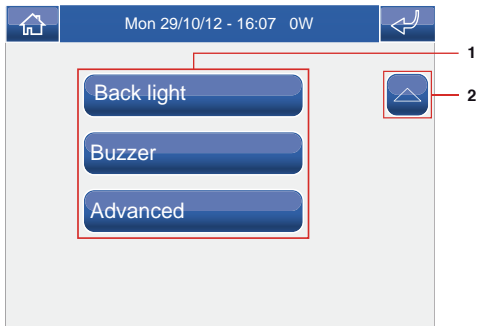 Mon 29/10/12 - 16:07 0W
1
Back light
2
Buzzer
Advanced